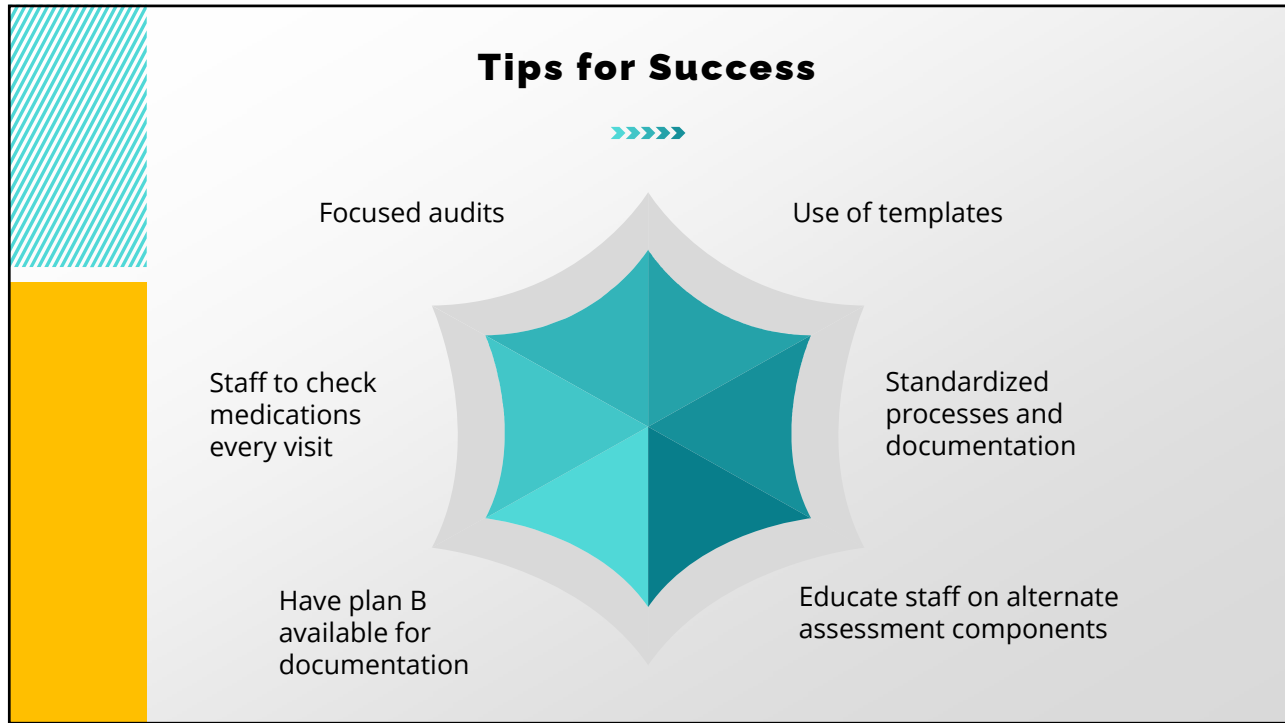 Tips for Success
Focused audits
Use of templates
Staff to check
medications
every visit
Standardized
processes and
documentation
Have plan B
available for
documentation
Educate staff on alternate
assessment components